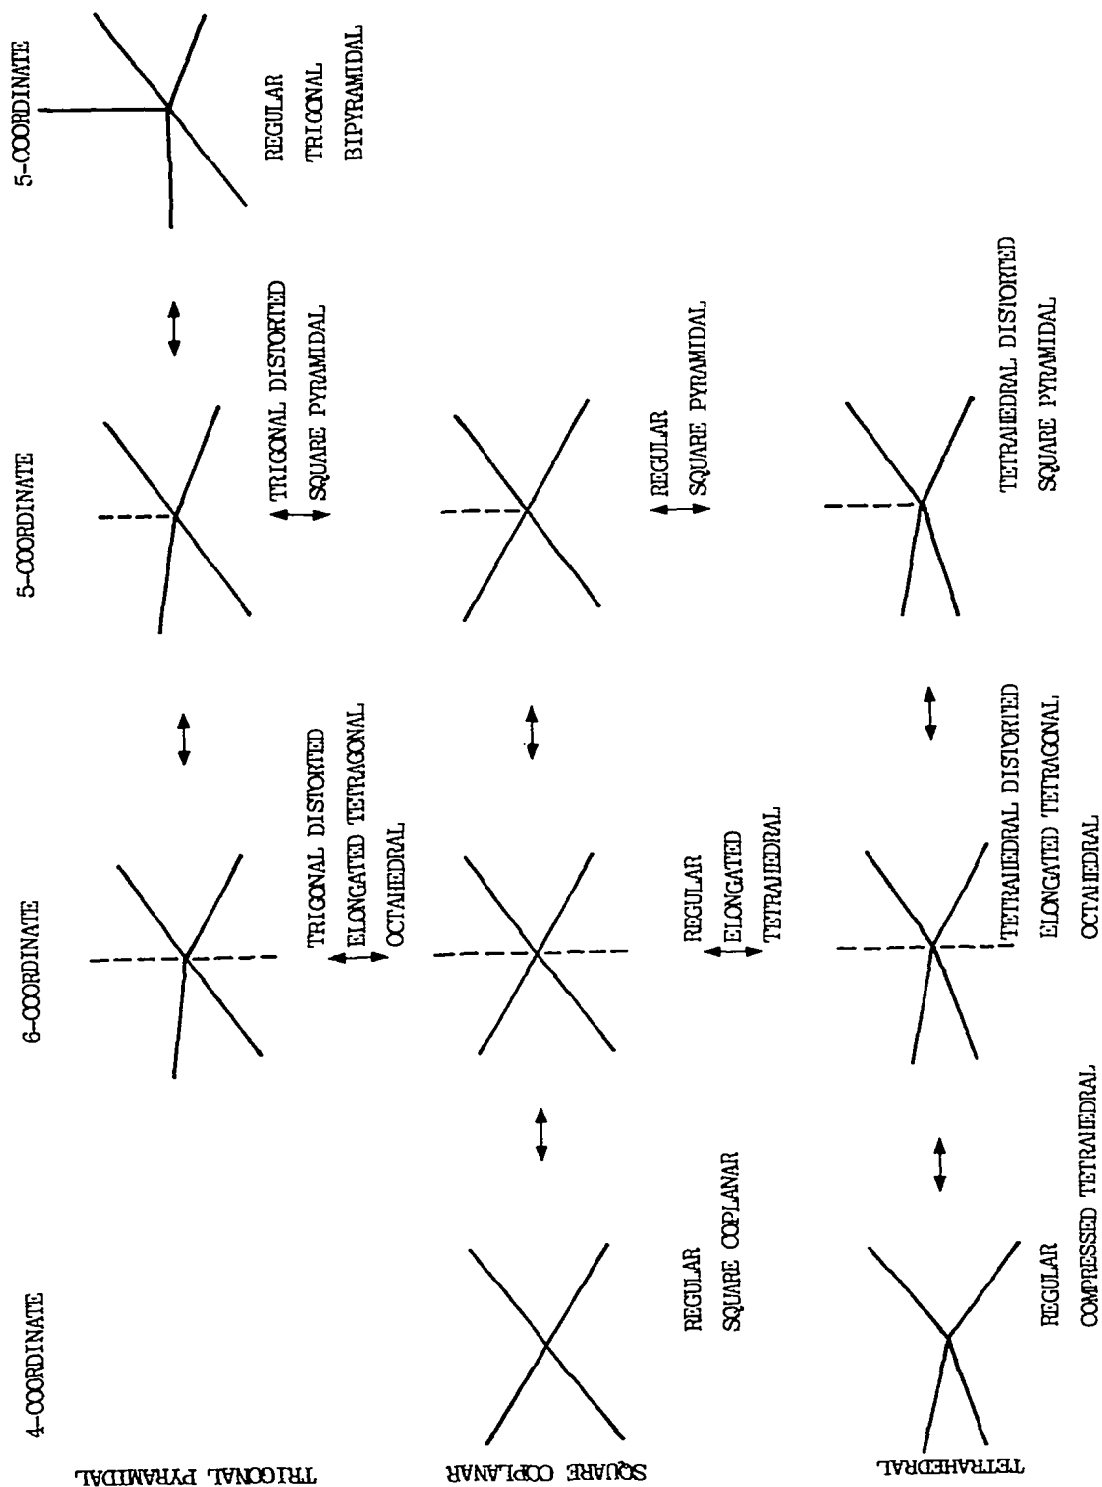 4-COORDINATE
6-COORDINATE
5-COORDINATE
5-COORDINATE
TRIGONAL PYRAMIDAL
TRIGONAL DISTORTED
ELONGATED TETRAGONAL
OCTAHEDRAL
TRIGONAL DISTORTED
SQUARE PYRAMIDAL
REGULAR
TRIGONAL
BIPYRAMIDAL
SQUARE COPLANAR
REGULAR
SQUARE COPLANAR
REGULAR
ELONGATED
TETRAHEDRAL
REGULAR
SQUARE PYRAMIDAL
TETRAHEDRAL
REGULAR
COMPRESSED TETRAHEDRAL
TETRAHEDRAL DISTORTED
ELONGATED TETRAGONAL
OCTAHEDRAL
TETRAHEDRAL DISTORTED
SQUARE PYRAMIDAL